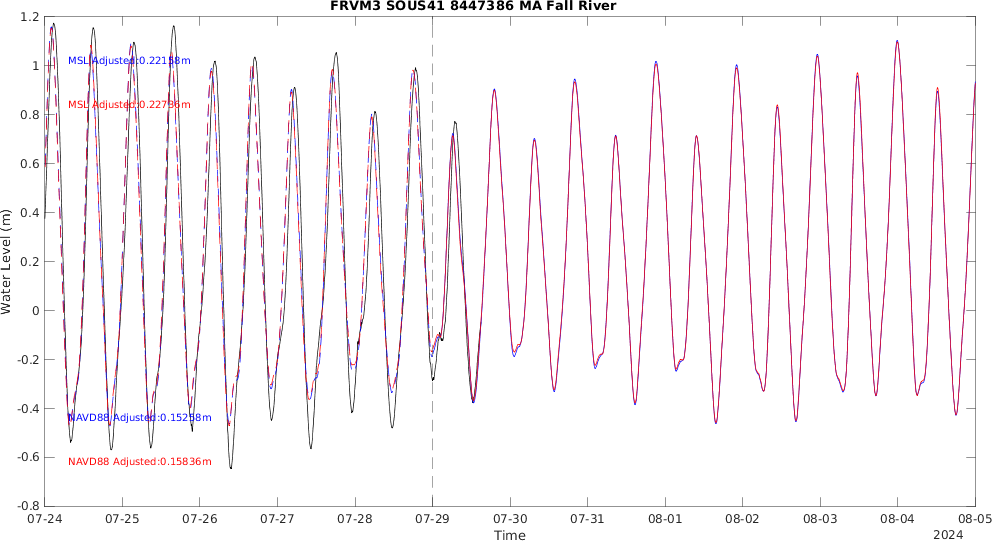 FRVM3 SOUS41 8447386 MA Fall River
1.2
1
0.8
0.6
0.4
0.2
0
-0.2
-0.4
-0.6
-0.8
Water Level (m)
MSL Adjusted:0.22158m
MSL Adjusted:0.22736m
NAVD88 Adjusted:0.15258m
NAVD88 Adjusted:0.15836m
07-24 07-25 07-26 07-27 07-28 07-29 07-30 07-31 08-01 08-02 08-03 08-04 08-05
Time
2024